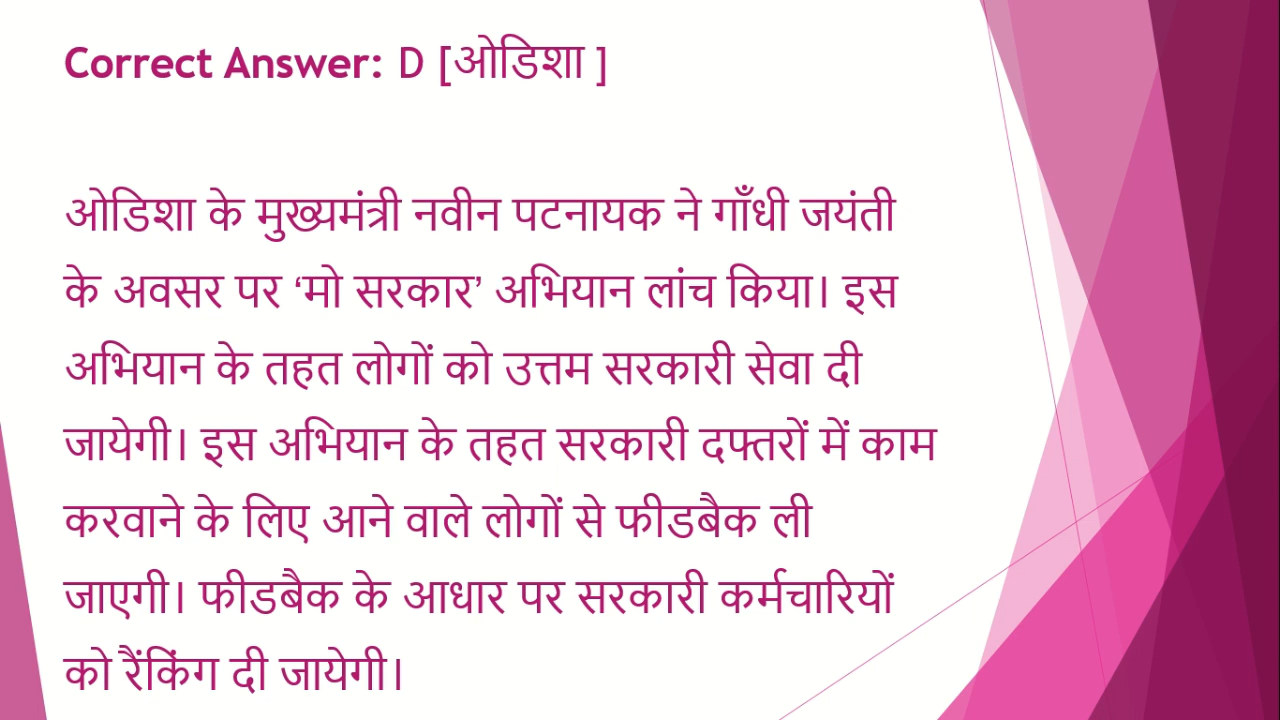 Correct Answer: D [ओडिशा ]
ओडिशा के मुख्यमंत्री नवीन पटनायक ने गाँधी जयंती
के अवसर पर ‘मो सरकार’ अभियान लांच किया। इस
अभियान के तहत लोगों को उत्तम सरकारी सेवा दी
जायेगी। इस अभियान के तहत सरकारी दफ्तरों में काम
करवाने के लिए आने वाले लोगों से फीडबैक ली
जाएगी। फीडबैक के आधार पर सरकारी कर्मचारियों
को रैंकिंग दी जायेगी।